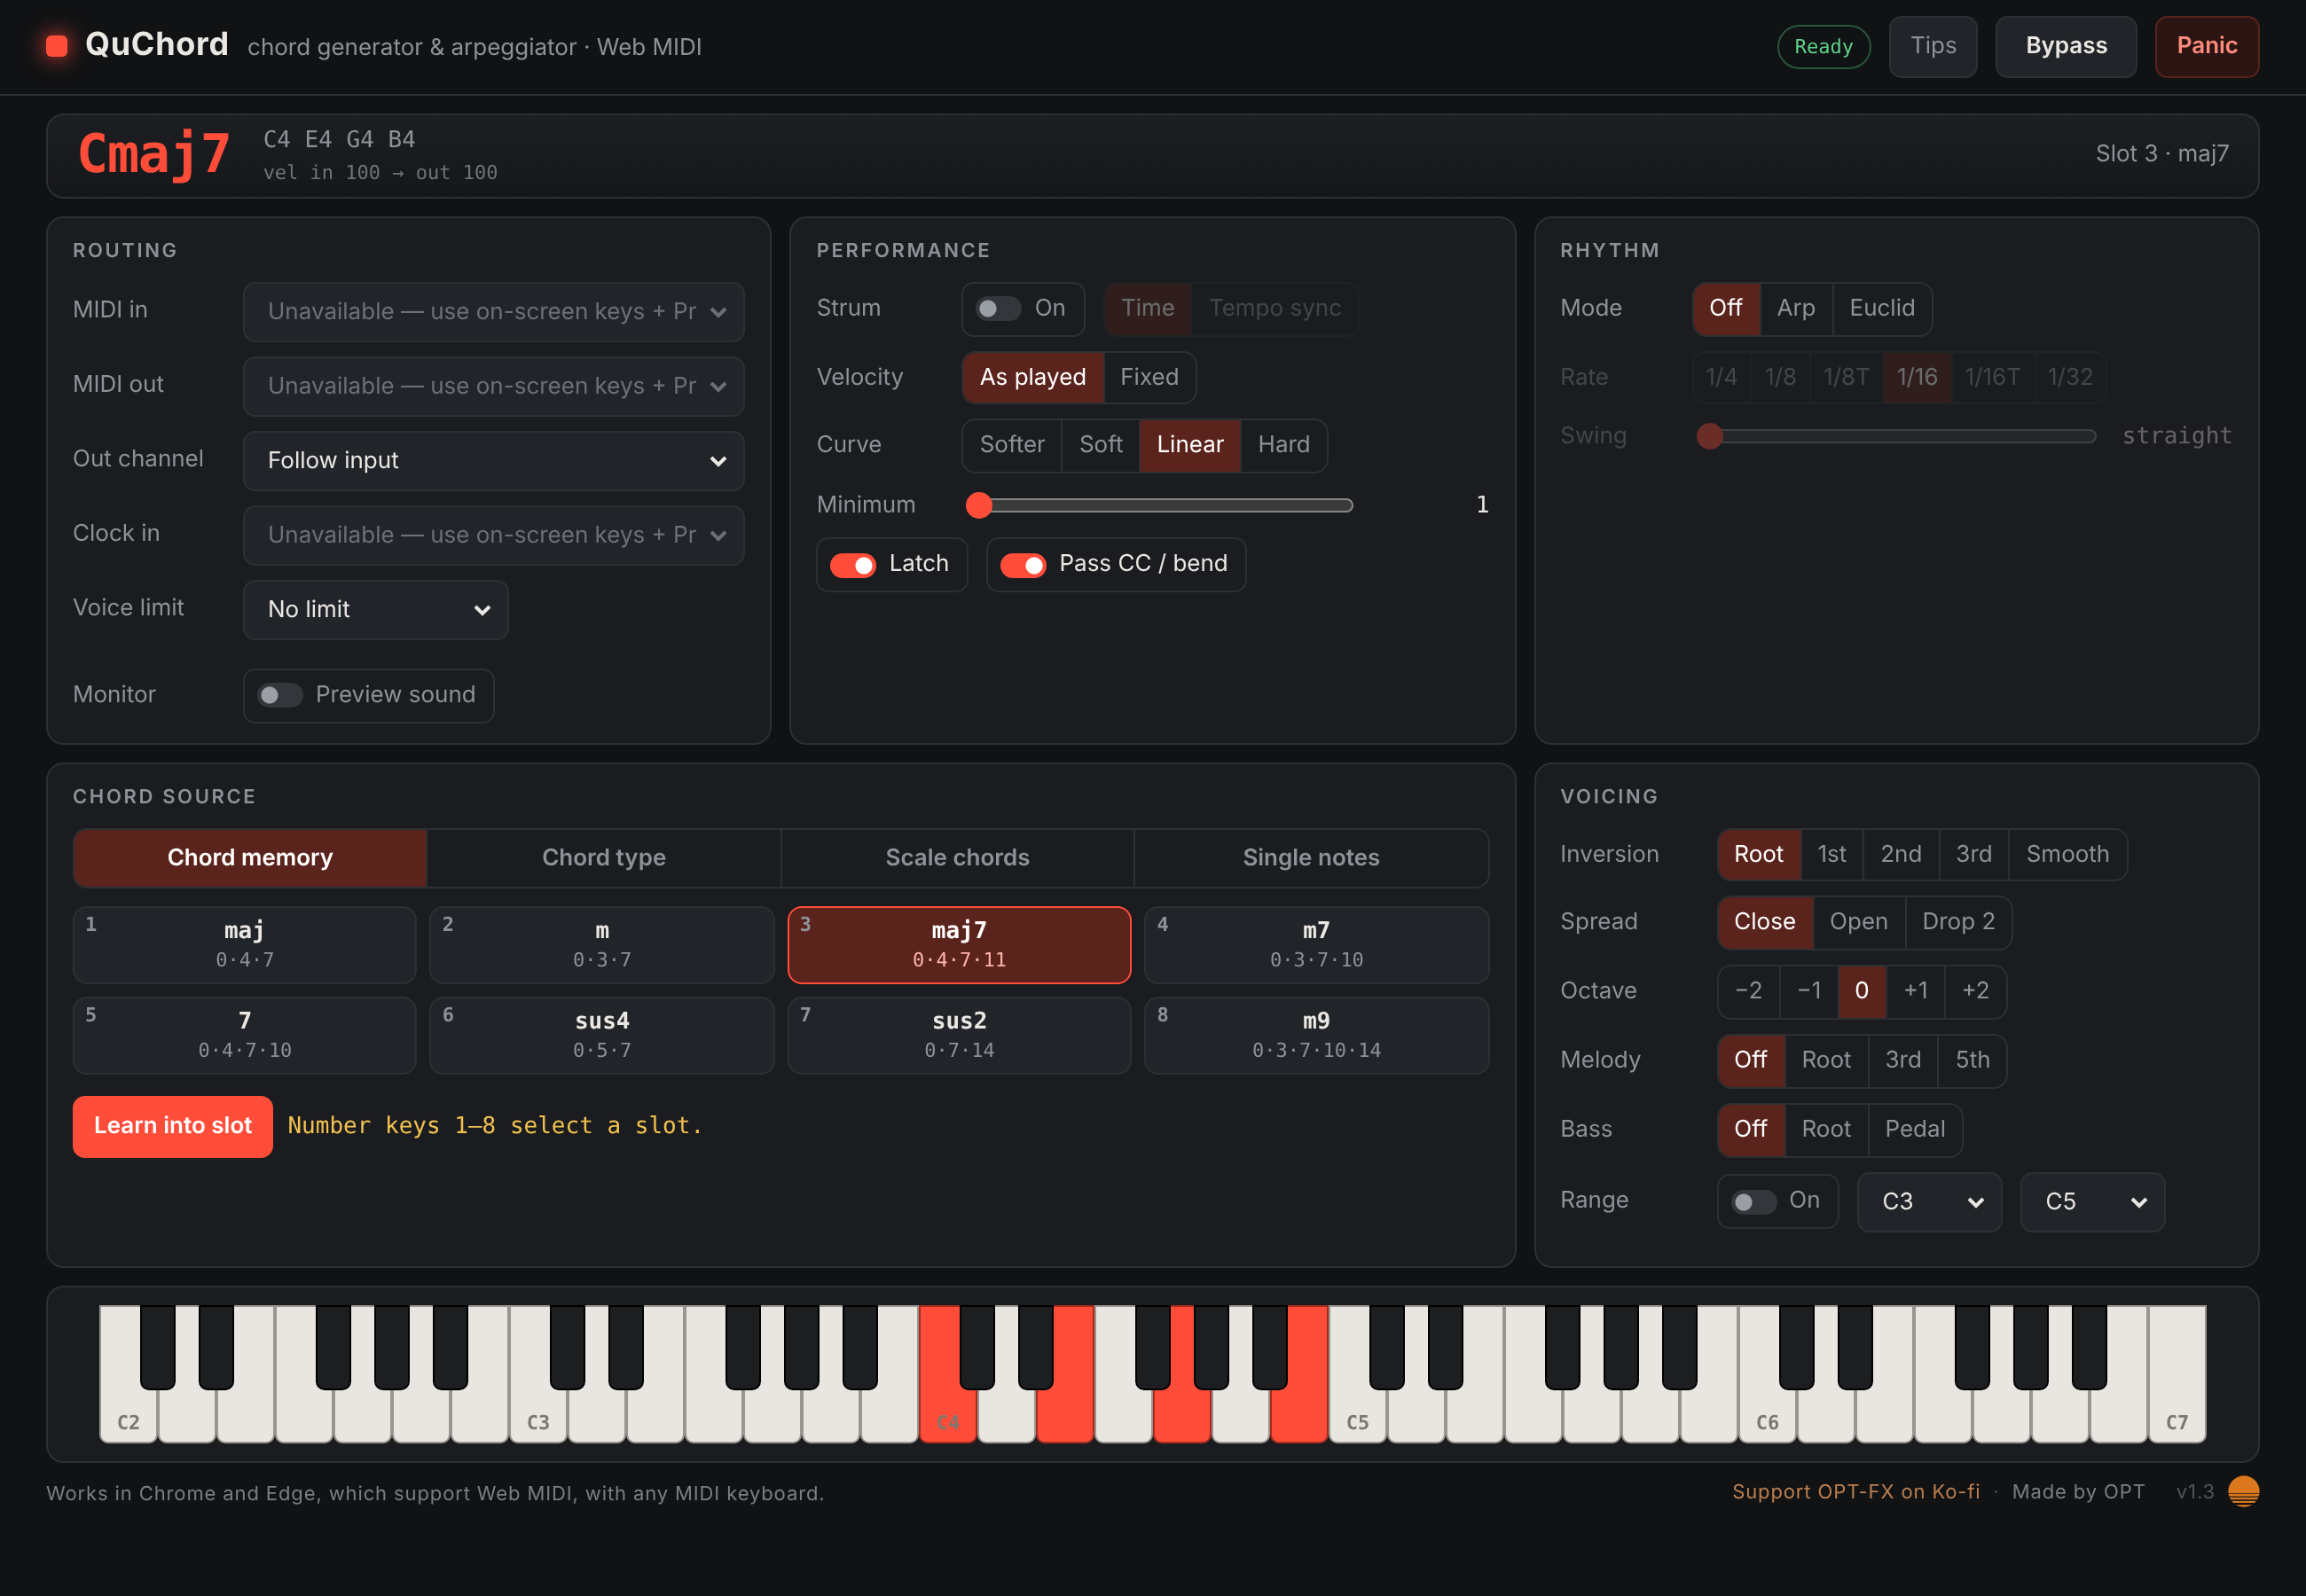 QuChord chord generator & arpeggiator · Web MIDI
Ready Tips Bypass Panic
Cmaj7
C4 E4 G4 B4
vel in 100 → out 100
Slot 3 · maj7
ROUTING
MIDI in Unavailable — use on-screen keys + Pr
MIDI out Unavailable — use on-screen keys + Pr
Out channel Follow input
Clock in Unavailable — use on-screen keys + Pr
Voice limit No limit
Monitor Preview sound
PERFORMANCE
Strum On Time Tempo sync
Velocity As played Fixed
Curve Softer Soft Linear Hard
Minimum 1
Latch Pass CC / bend
RHYTHM
Mode Off Arp Euclid
Rate 1/4 1/8 1/8T 1/16 1/16T 1/32
Swing straight
CHORD SOURCE
Chord memory Chord type Scale chords Single notes
1 maj
0·4·7
2 m
0·3·7
3 maj7
0·4·7·11
4 m7
0·3·7·10
5 7
0·4·7·10
6 sus4
0·5·7
7 sus2
0·7·14
8 m9
0·3·7·10·14
Learn into slot Number keys 1–8 select a slot.
VOICING
Inversion Root 1st 2nd 3rd Smooth
Spread Close Open Drop 2
Octave −2 −1 0 +1 +2
Melody Off Root 3rd 5th
Bass Off Root Pedal
Range On C3 C5
C2 C3 C4 C5 C6 C7
Works in Chrome and Edge, which support Web MIDI, with any MIDI keyboard.
Support OPT-FX on Ko-fi · Made by OPT v1.3